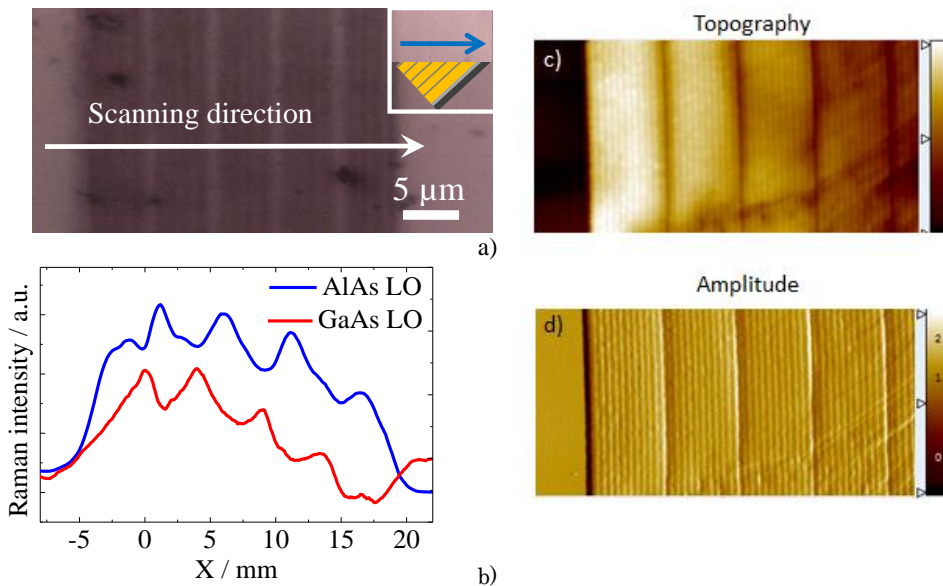 Scanning direction
5 µm
a)
AlAs LO
GaAs LO
Raman intensity / a.u.
-5 0 5 10 15 20
X / mm
b)
Topography
c)
Amplitude
d)
2
1
0